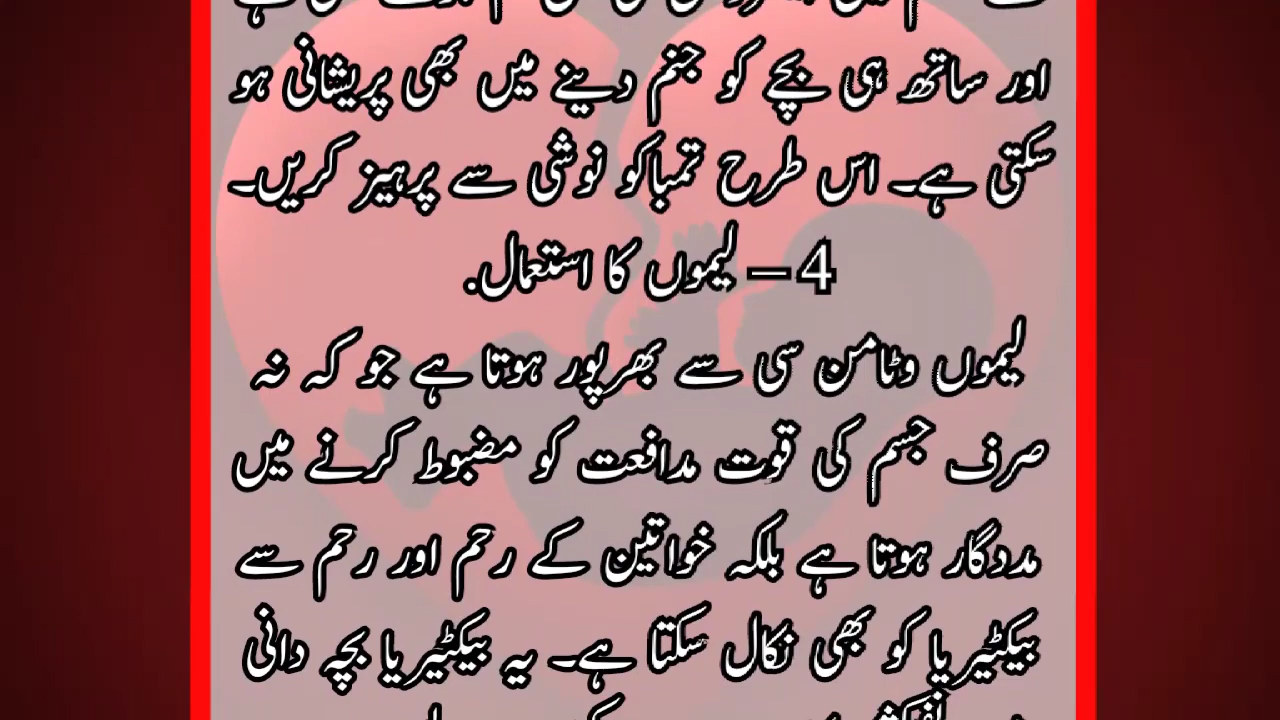 اور ساتھ ہی بچے کو جنم دینے میں بھی پریشانی ہو
سکتی ہے۔ اس طرح تمباکو نوشی سے پرہیز کریں۔
4 – لیموں کا استعمال.
لیموں وٹامن سی سے بھرپور ہوتا ہے جو کہ نہ
صرف جسم کی قوت مدافعت کو مضبوط کرنے میں
مددگار ہوتا ہے بلکہ خواتین کے رحم اور رحم سے
بیکٹیریا کو بھی نکال سکتا ہے۔ یہ بیکٹیریا بچہ دانی